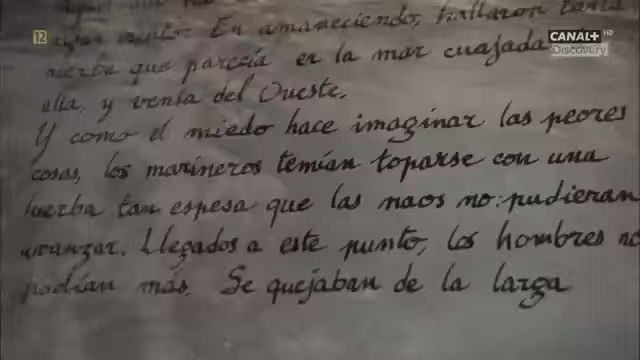 12
CANAL+ HD
Discovery
En amaneciendo, hallaron tanta
yerba que parecía er la mar cuajada
ella, y venía del Oueste.
Y como el miedo hace imaginar las peores
cosas, los marineros temían toparse con una
hierba tan espesa que las naos no pudieran
avanzar. Llegados a este punto, los hombres no
podían más. Se quejaban de la larga